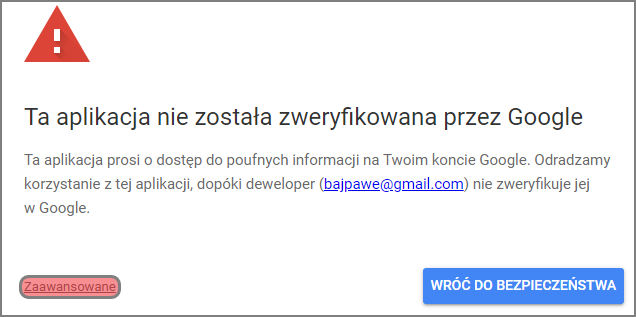 Ta aplikacja nie została zweryfikowana przez Google
Ta aplikacja prosi o dostęp do poufnych informacji na Twoim koncie Google. Odradzamy
korzystanie z tej aplikacji, dopóki deweloper (bajpawe@gmail.com) nie zweryfikuje jej
w Google.
Zaawansowane
WRÓĆ DO BEZPIECZEŃSTWA